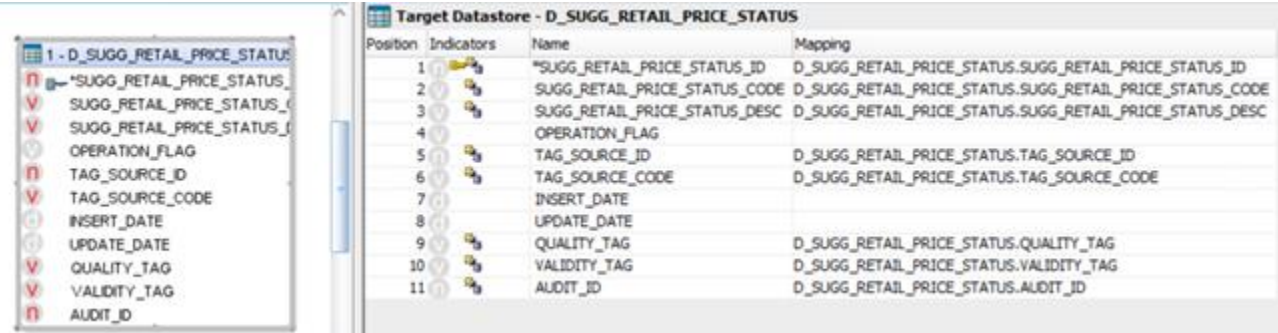 1 - D_SUGG_RETAIL_PRICE_STATUS
*SUGG_RETAIL_PRICE_STATUS_
SUGG_RETAIL_PRICE_STATUS_(
SUGG_RETAIL_PRICE_STATUS_[
OPERATION_FLAG
TAG_SOURCE_ID
TAG_SOURCE_CODE
INSERT_DATE
UPDATE_DATE
QUALITY_TAG
VALIDITY_TAG
AUDIT_ID
Target Datastore - D_SUGG_RETAIL_PRICE_STATUS
Position Indicators Name Mapping
1 *SUGG_RETAIL_PRICE_STATUS_ID D_SUGG_RETAIL_PRICE_STATUS.SUGG_RETAIL_PRICE_STATUS_ID
2 SUGG_RETAIL_PRICE_STATUS_CODE D_SUGG_RETAIL_PRICE_STATUS.SUGG_RETAIL_PRICE_STATUS_CODE
3 SUGG_RETAIL_PRICE_STATUS_DESC D_SUGG_RETAIL_PRICE_STATUS.SUGG_RETAIL_PRICE_STATUS_DESC
4 OPERATION_FLAG
5 TAG_SOURCE_ID D_SUGG_RETAIL_PRICE_STATUS.TAG_SOURCE_ID
6 TAG_SOURCE_CODE D_SUGG_RETAIL_PRICE_STATUS.TAG_SOURCE_CODE
7 INSERT_DATE
8 UPDATE_DATE
9 QUALITY_TAG D_SUGG_RETAIL_PRICE_STATUS.QUALITY_TAG
10 VALIDITY_TAG D_SUGG_RETAIL_PRICE_STATUS.VALIDITY_TAG
11 AUDIT_ID D_SUGG_RETAIL_PRICE_STATUS.AUDIT_ID